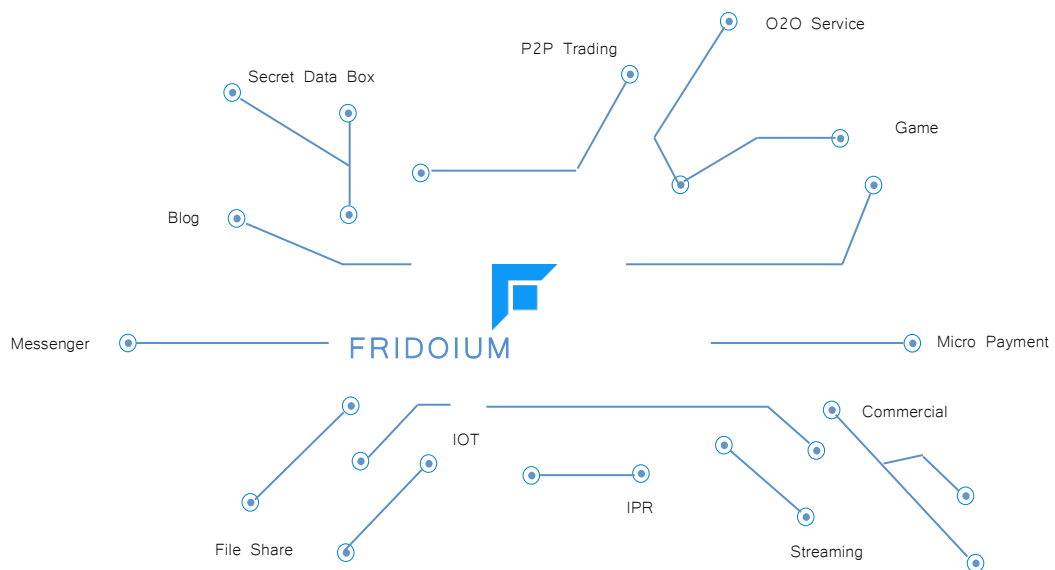 O2O Service
P2P Trading
Secret Data Box
Game
Blog
FRIDOIUM
Messenger
Micro Payment
Commercial
IOT
IPR
File Share
Streaming